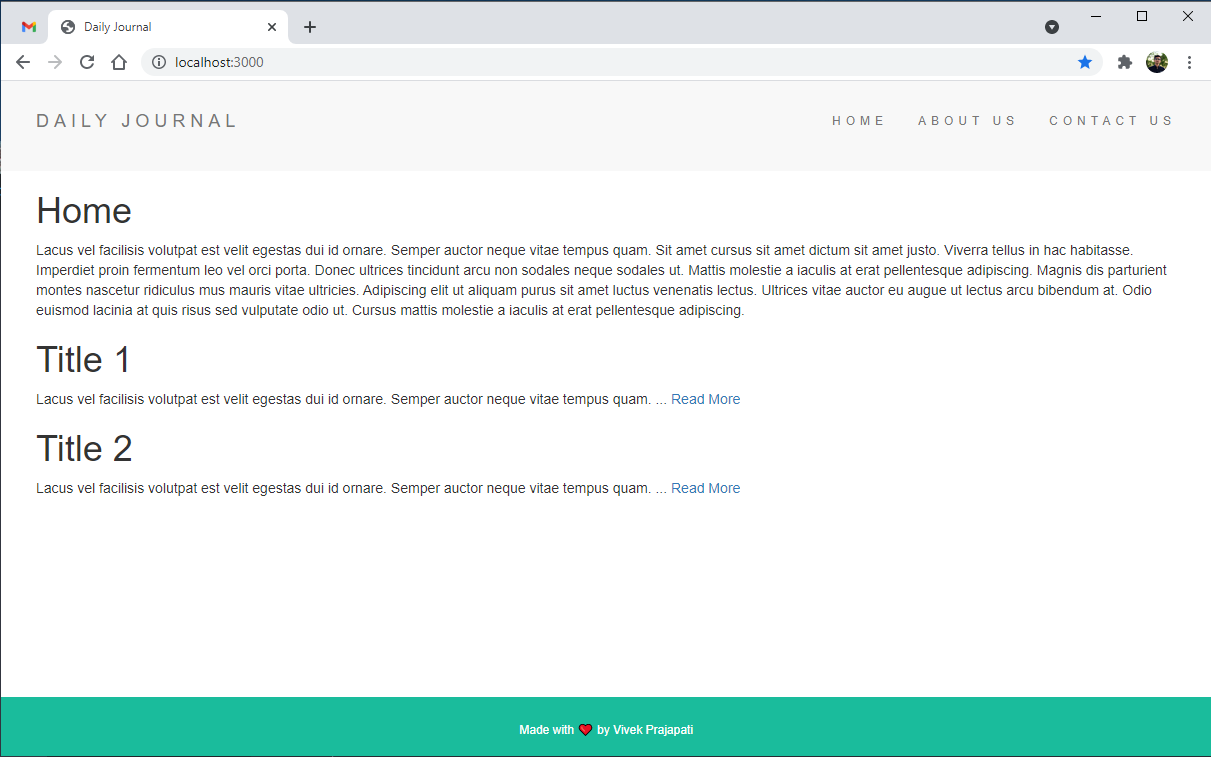 Daily Journal
localhost:3000
DAILY JOURNAL
HOME ABOUT US CONTACT US
Home
Lacus vel facilisis volutpat est velit egestas dui id ornare. Semper auctor neque vitae tempus quam. Sit amet cursus sit amet dictum sit amet justo. Viverra tellus in hac habitasse.
Imperdiet proin fermentum leo vel orci porta. Donec ultrices tincidunt arcu non sodales neque sodales ut. Mattis molestie a iaculis at erat pellentesque adipiscing. Magnis dis parturient
montes nascetur ridiculus mus mauris vitae ultricies. Adipiscing elit ut aliquam purus sit amet luctus venenatis lectus. Ultrices vitae auctor eu augue ut lectus arcu bibendum at. Odio
euismod lacinia at quis risus sed vulputate odio ut. Cursus mattis molestie a iaculis at erat pellentesque adipiscing.
Title 1
Lacus vel facilisis volutpat est velit egestas dui id ornare. Semper auctor neque vitae tempus quam. ... Read More
Title 2
Lacus vel facilisis volutpat est velit egestas dui id ornare. Semper auctor neque vitae tempus quam. ... Read More
Made with ❤ by Vivek Prajapati